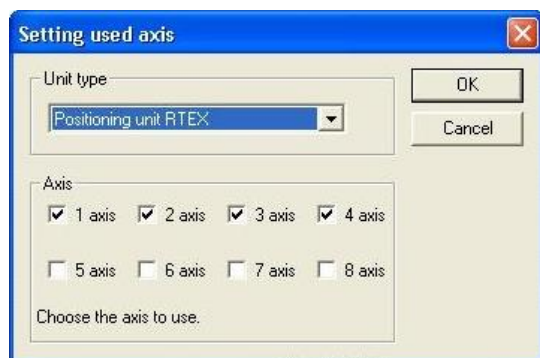 Setting used axis
Unit type
OK
Positioning unit RTEX
Cancel
Axis
1 axis 2 axis 3 axis 4 axis
5 axis 6 axis 7 axis 8 axis
Choose the axis to use.